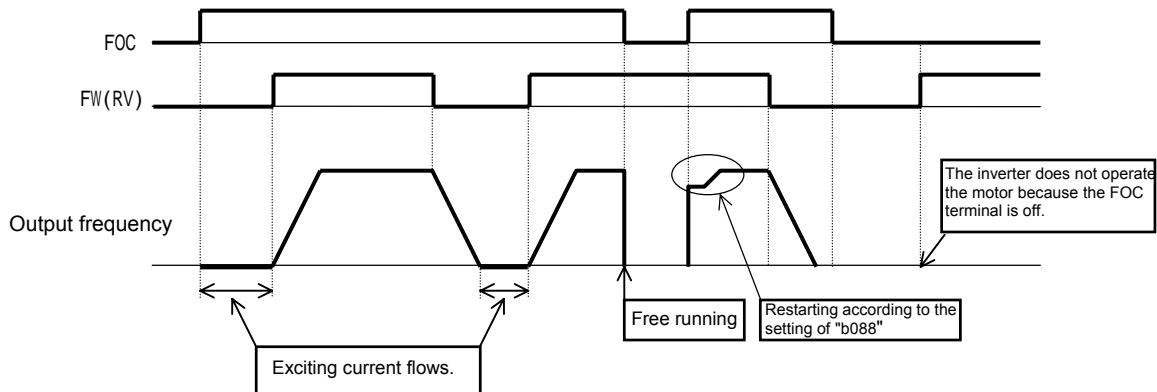 FOC
FW(RV)
The inverter does not operate
the motor because the FOC
terminal is off.
Output frequency
Free running
Restarting according to the
setting of "b088"
Exciting current flows.